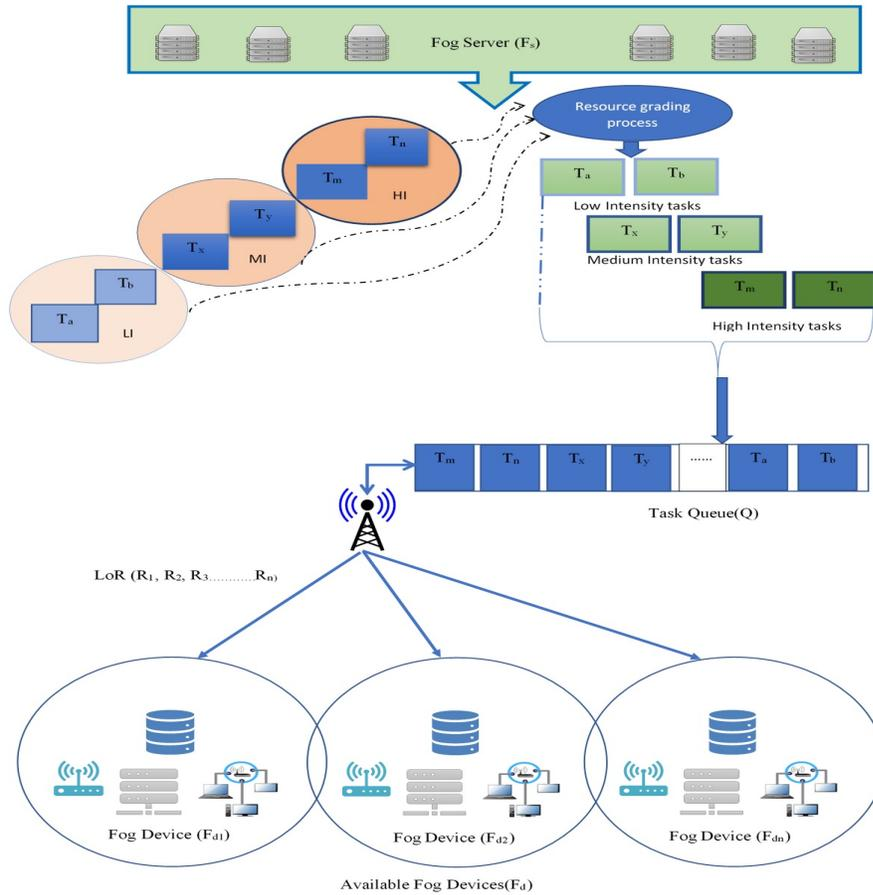 Fog Server (Fs)
Resource grading
process
Tn
Tm
HI
Ta
Tb
Low Intensity tasks
Ty
Tx
MI
Tx
Ty
Medium Intensity tasks
Tb
Ta
LI
Tm
Tn
High Intensity tasks
Tm Tn Tx Ty ...... Ta Tb
Task Queue(Q)
LoR (R1, R2, R3..........Rn)
Fog Device (Fd1)
Fog Device (Fd2)
Fog Device (Fdn)
Available Fog Devices(Fd)